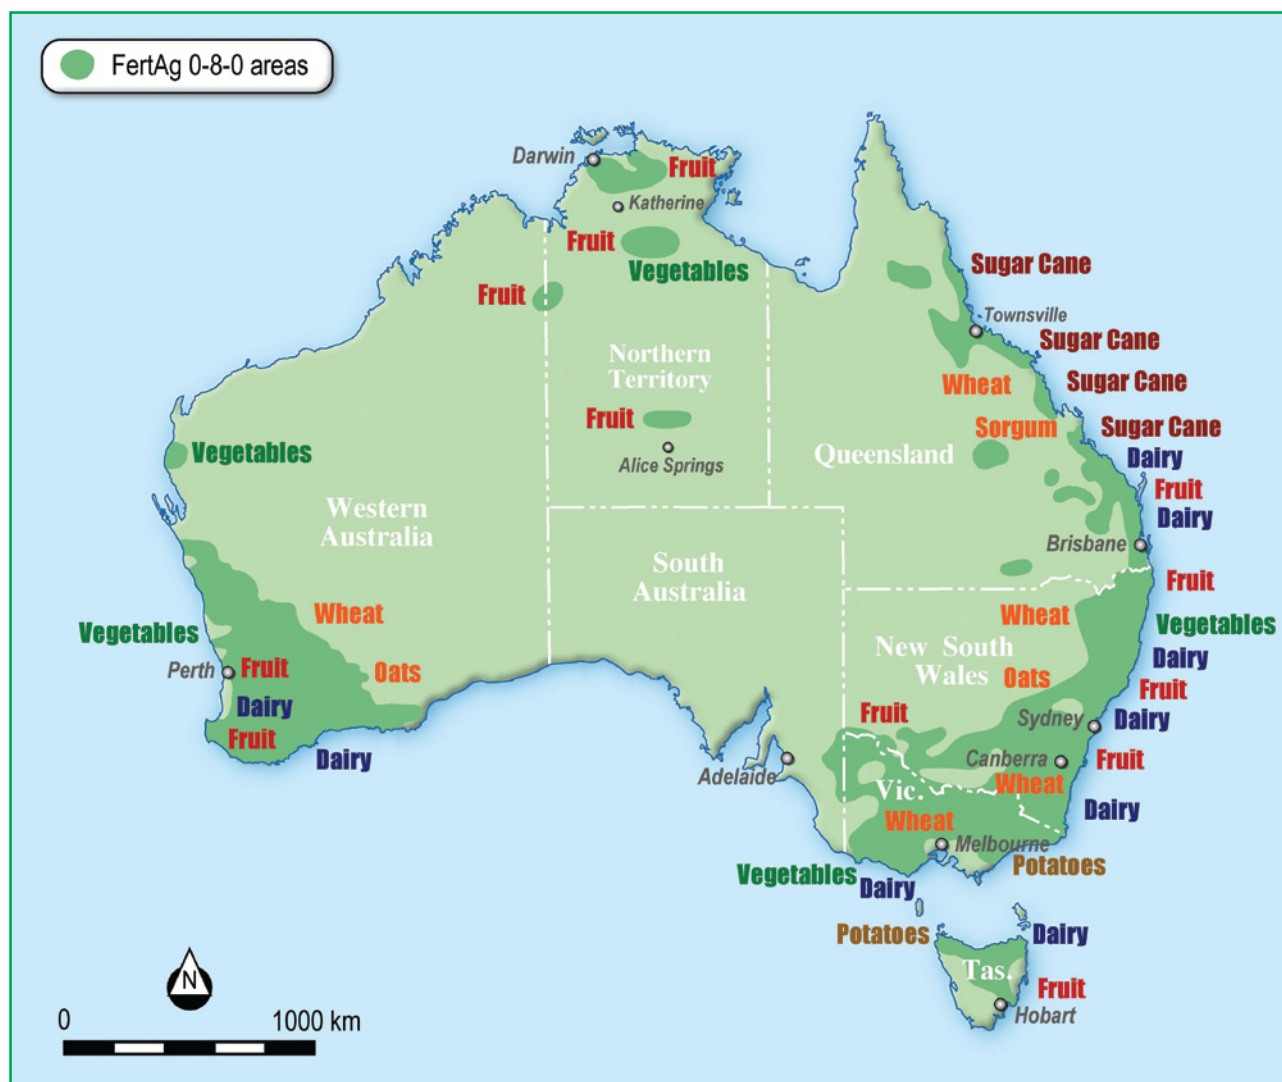 FertAg 0-8-0 areas
Darwin
Fruit
Katherine
Fruit
Vegetables
Fruit
Sugar Cane
Townsville
Sugar Cane
Northern
Territory
Wheat
Sugar Cane
Fruit
Sorgum
Sugar Cane
Vegetables
Alice Springs
Queensland
Dairy
Fruit
Western
Australia
Dairy
Brisbane
South
Australia
Fruit
Wheat
Wheat
Vegetables
Vegetables
New South
Wales
Dairy
Perth
Fruit
Oats
Oats
Fruit
Dairy
Fruit
Sydney
Dairy
Fruit
Dairy
Adelaide
Canberra
Fruit
Vic.
Wheat
Dairy
Wheat
Melbourne
Potatoes
Vegetables
Dairy
Potatoes
Dairy
Tas.
Fruit
Hobart
N
0
1000 km